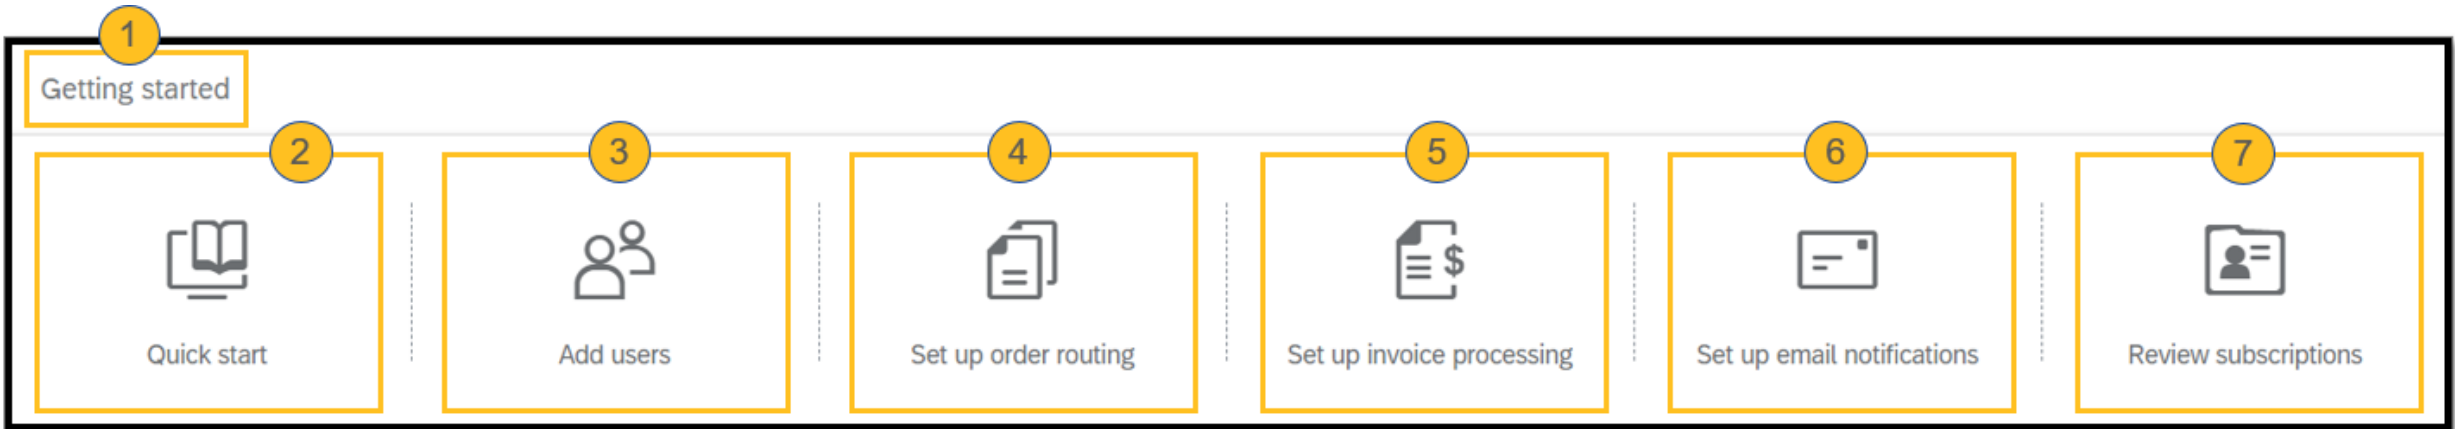 1
Getting started
2
3
4
5
6
7
$
Quick start
Add users
Set up order routing
Set up invoice processing
Set up email notifications
Review subscriptions